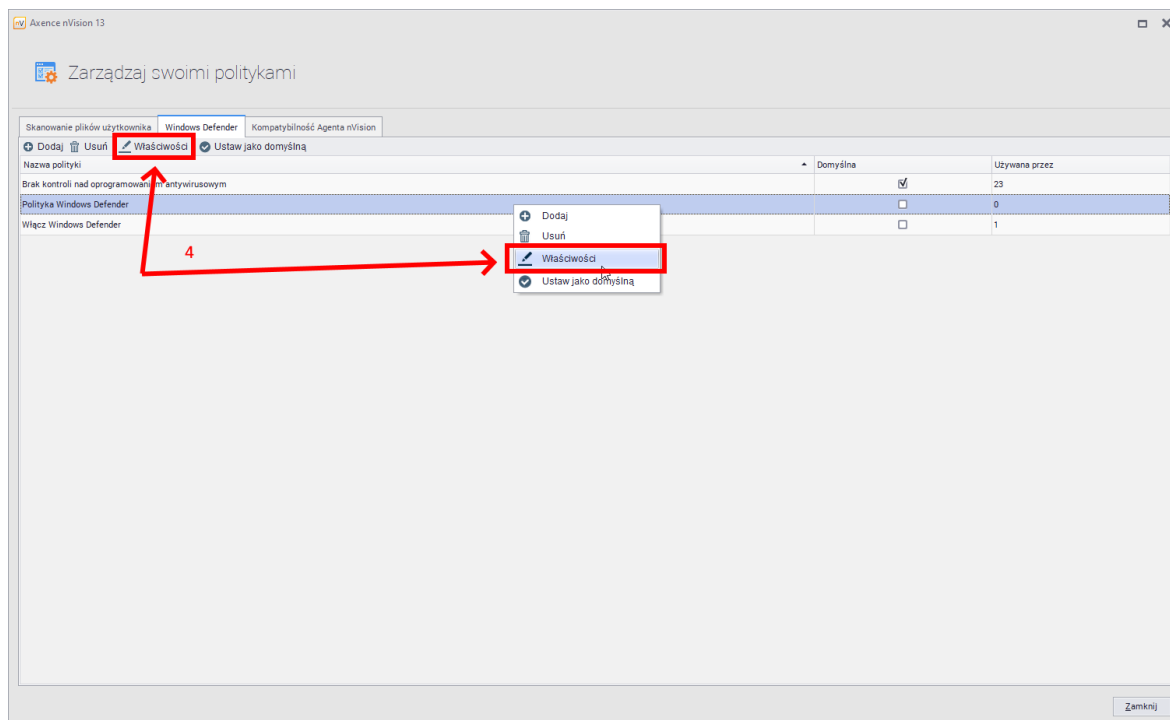 Axence nVision 13
Zarządzaj swoimi politykami
Skanowanie plików użytkownika Windows Defender Kompatybilność Agenta nVision
Dodaj Usuń Właściwości Ustaw jako domyślną
Nazwa polityki Domyślna Używana przez
Brak kontroli nad oprogramowaniem antywirusowym 23
Polityka Windows Defender 0
Włącz Windows Defender 1
Dodaj
Usuń
4
Właściwości
Ustaw jako domyślną
Zamknij